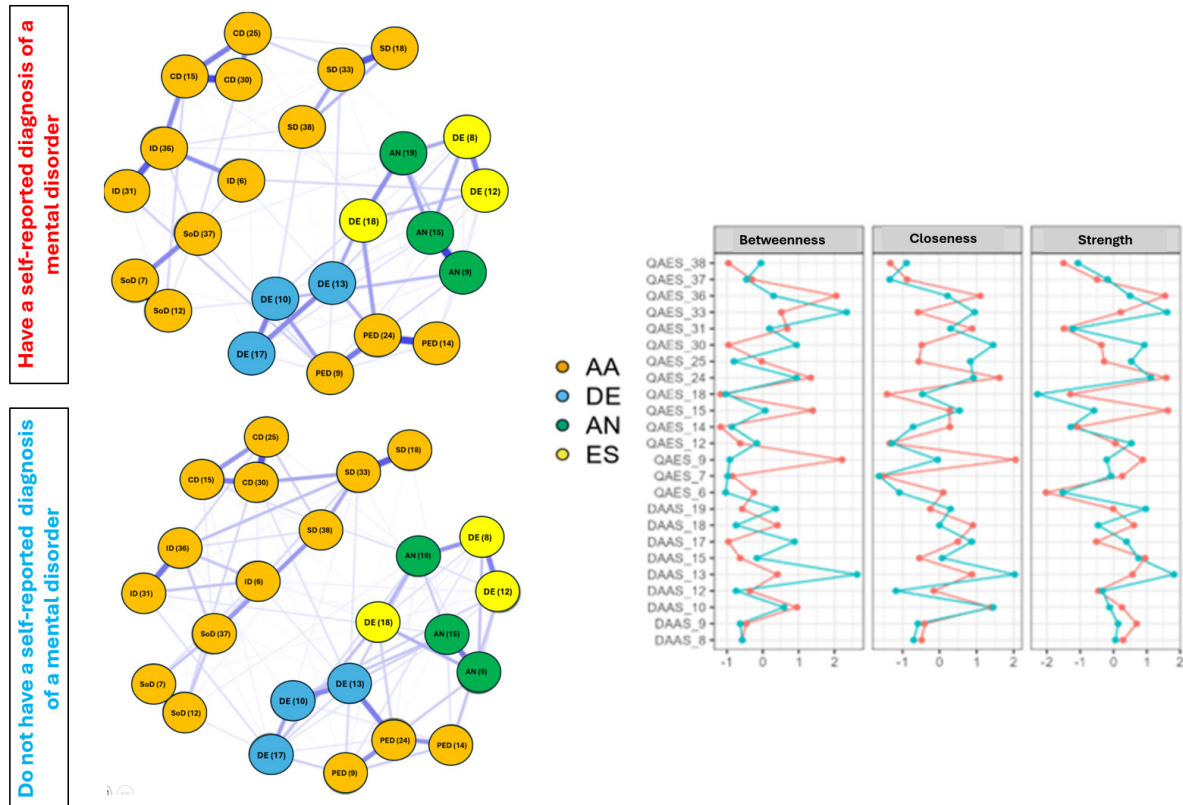 Have a self-reported diagnosis of a
mental disorder
CD (25)
SD (18)
SD (33)
CD (15)
CD (30)
SD (38)
DE (8)
ID (36)
AN (19)
ID (6)
ID (31)
DE (12)
DE (18)
SoD (37)
AN (15)
AN (9)
SoD (7)
DE (13)
DE (10)
SoD (12)
PED (24)
PED (14)
DE (17)
PED (9)
Do not have a self-reported diagnosis
of a mental disorder
CD (25)
SD (18)
SD (33)
CD (15)
CD (30)
SD (38)
DE (8)
ID (36)
AN (19)
ID (6)
ID (31)
DE (12)
DE (18)
SoD (37)
AN (15)
AN (9)
SoD (7)
DE (13)
DE (10)
SoD (12)
PED (24)
PED (14)
DE (17)
PED (9)
AA
DE
AN
ES
Betweenness Closeness Strength
QAES_38
QAES_37
QAES_36
QAES_33
QAES_31
QAES_30
QAES_25
QAES_24
QAES_18
QAES_15
QAES_14
QAES_12
QAES_9
QAES_7
QAES_6
DAAS_19
DAAS_18
DAAS_17
DAAS_15
DAAS_13
DAAS_12
DAAS_10
DAAS_9
DAAS_8
-1 0 1 2 -1 0 1 2 -2 -1 0 1 2